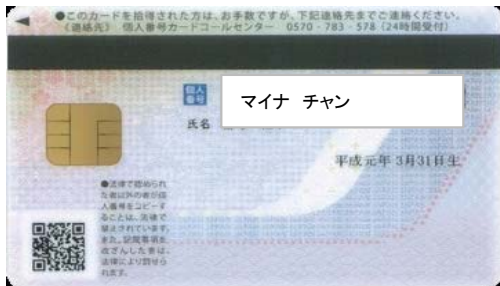 ●このカードを拾得された方は、お手数ですが、下記連絡先までご連絡ください。
(連絡先) 個人番号カードコールセンター 0570-783-578 (24時間受付)
個人
番号
マイナ チャン
氏名
平成元年3月31日生
●法律で認められ
た者以外の者が個
人番号をコピーす
ることは、法律で
禁止されています。
また、記載事項を
改ざんした者は、
法律により罰せら
れます。